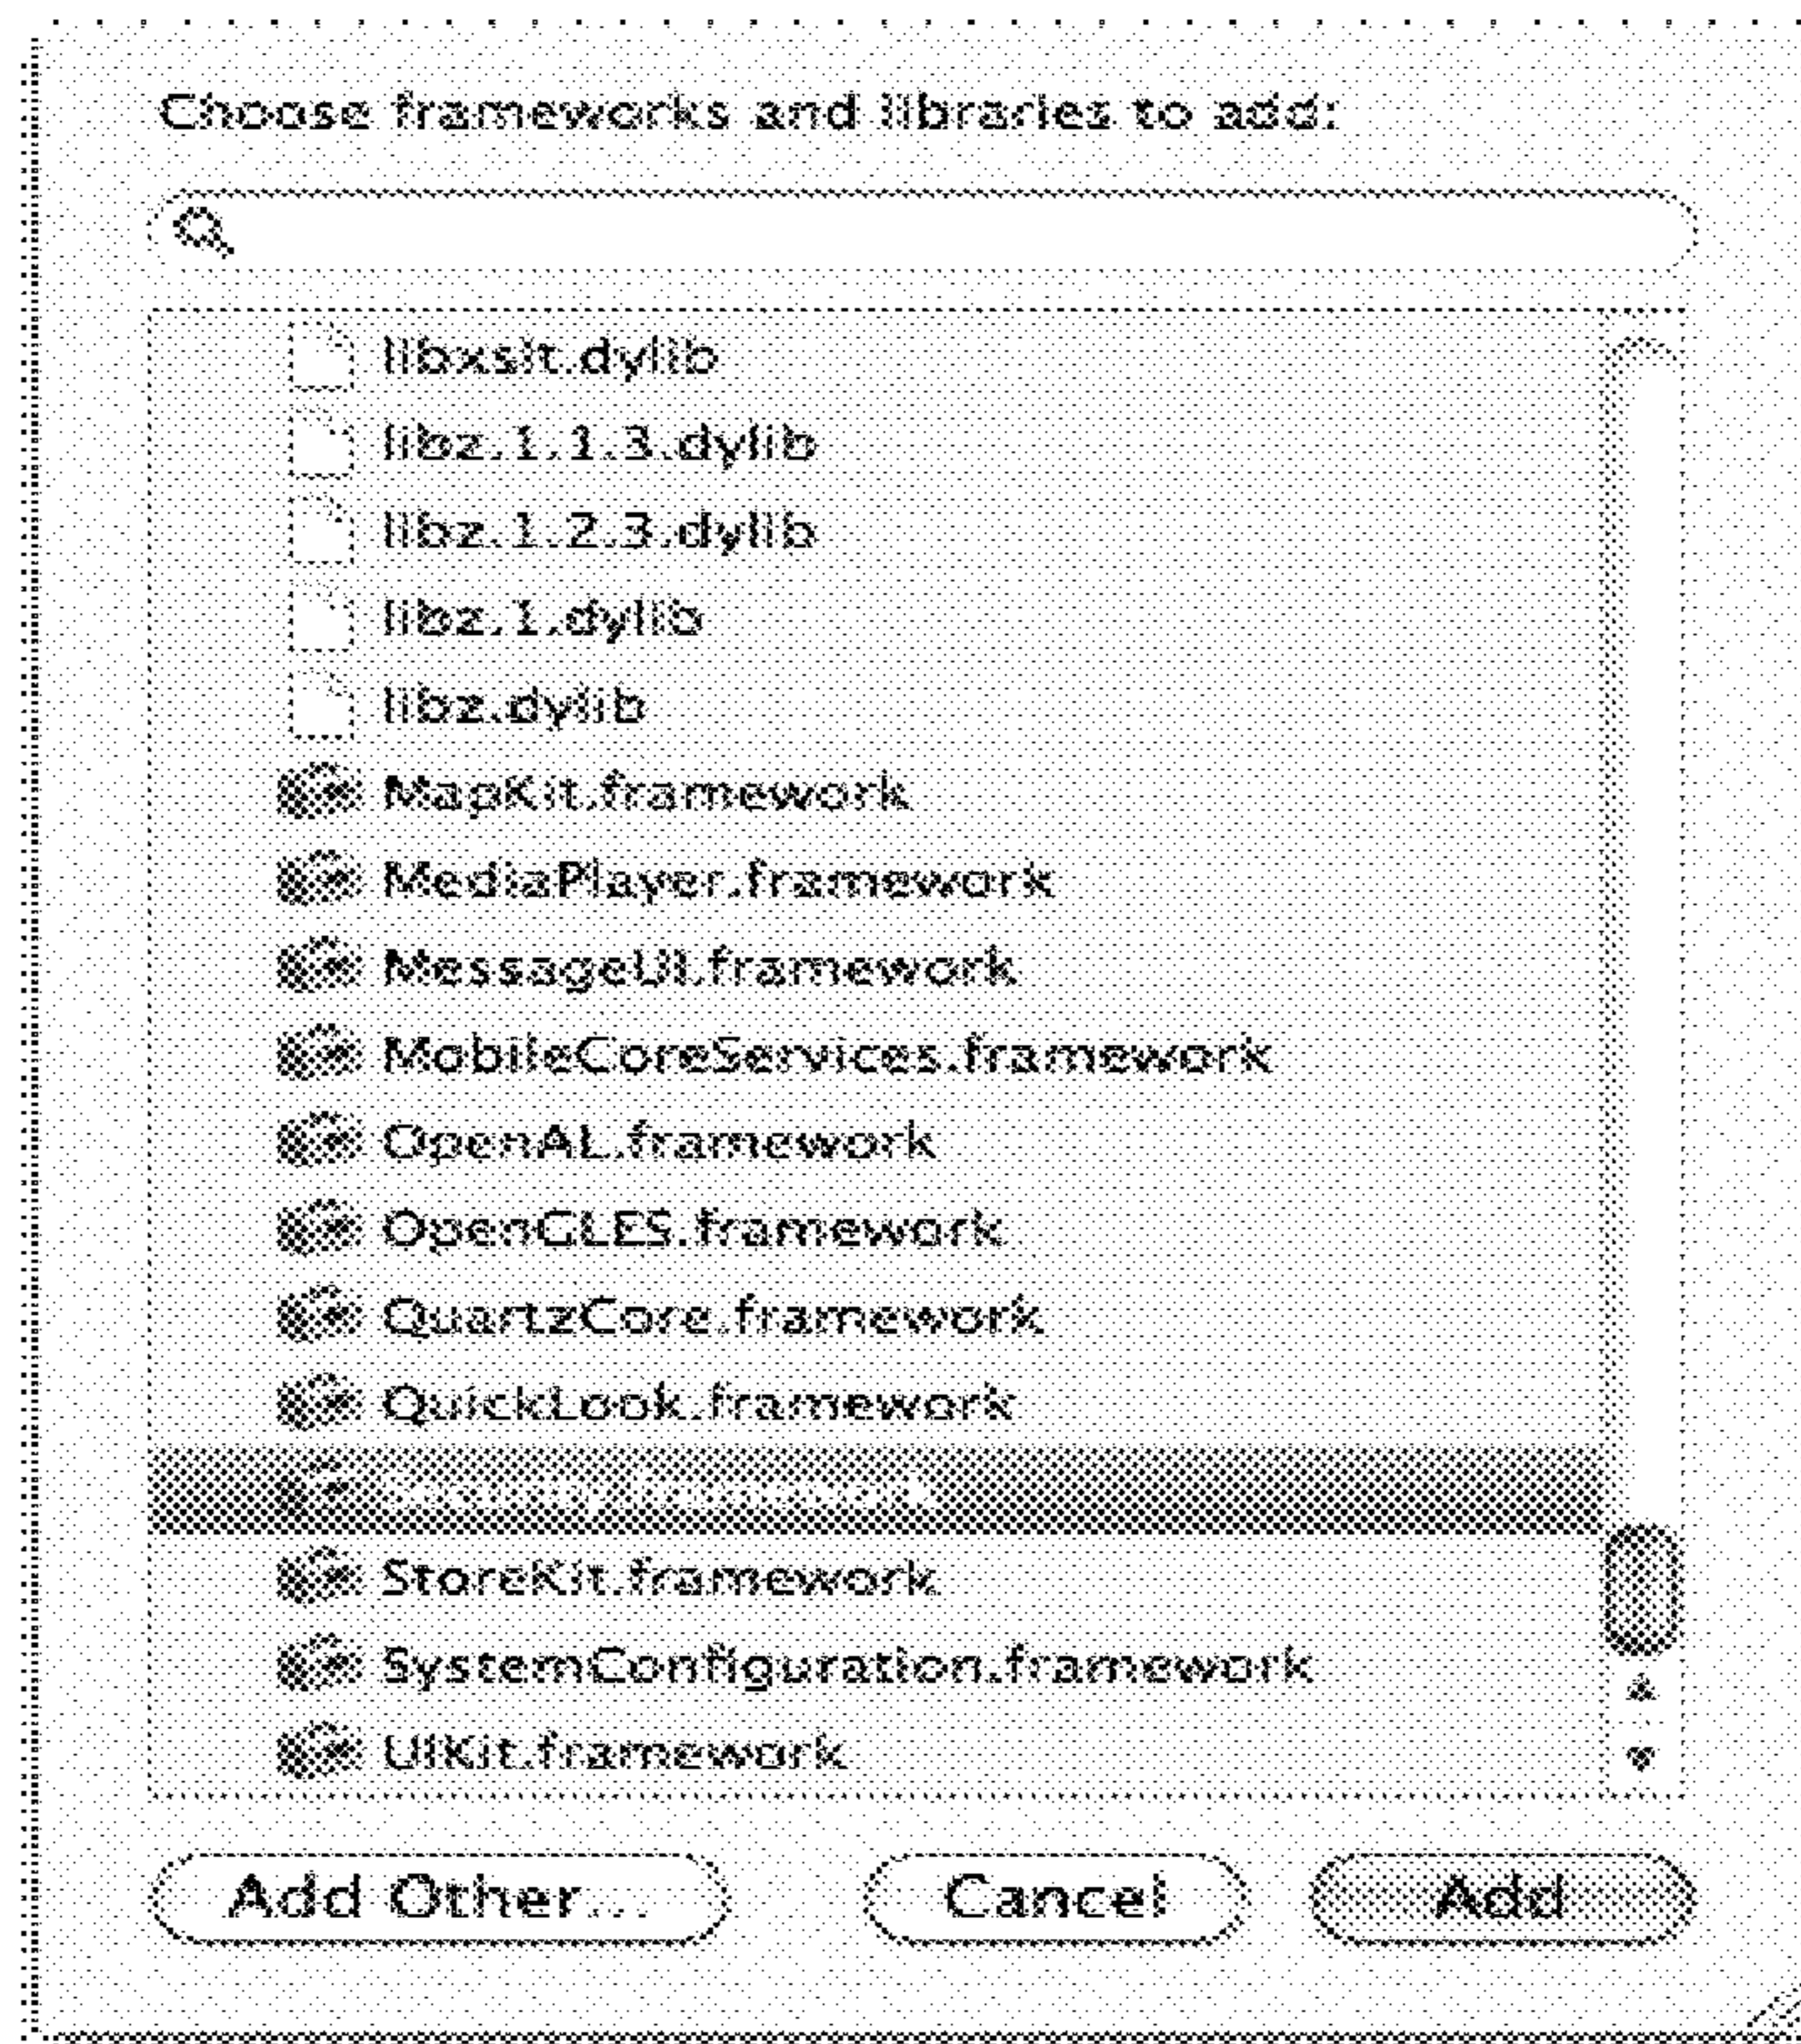 Choose frameworks and libraries to add:
libxslt.dylib
libz.1.1.3.dylib
libz.1.2.3.dylib
libz.1.dylib
libz.dylib
MapKit.framework
MediaPlayer.framework
MessageUI.framework
MobileCoreServices.framework
OpenAL.framework
OpenGLES.framework
QuartzCore.framework
QuickLook.framework
Security.framework
StoreKit.framework
SystemConfiguration.framework
UIKit.framework
Add Other... Cancel Add